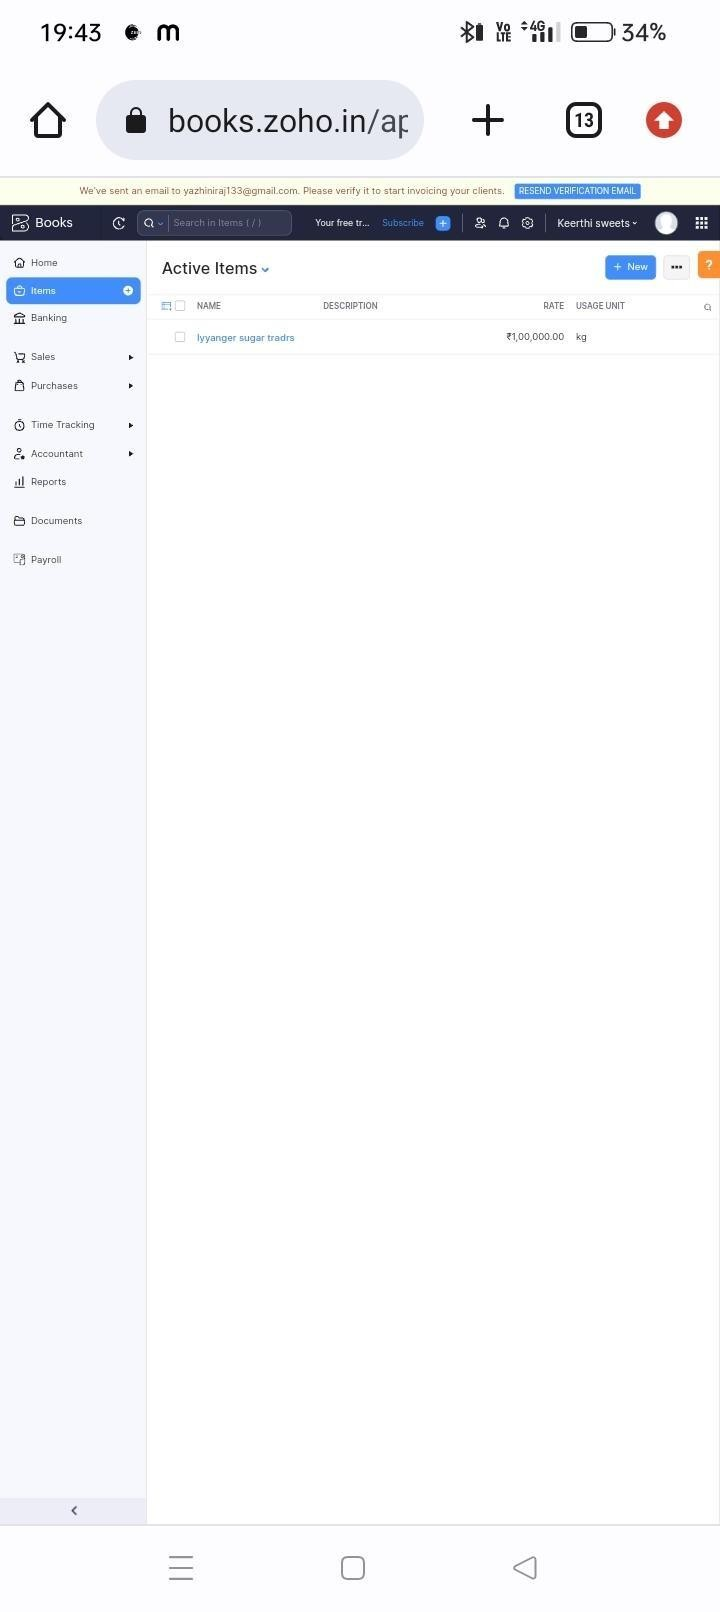 19:43 Vo LTE 4G 34%
books.zoho.in/ap 13
We've sent an email to yazhiniraj133@gmail.com. Please verify it to start invoicing your clients. RESEND VERIFICATION EMAIL
Books Search in Items ( / ) Your free tr... Subscribe Keerthi sweets
Home
Items
Banking
Sales
Purchases
Time Tracking
Accountant
Reports
Documents
Payroll
Active Items + New ... ?
NAME DESCRIPTION RATE USAGE UNIT
Iyyanger sugar tradrs ₹1,00,000.00 kg